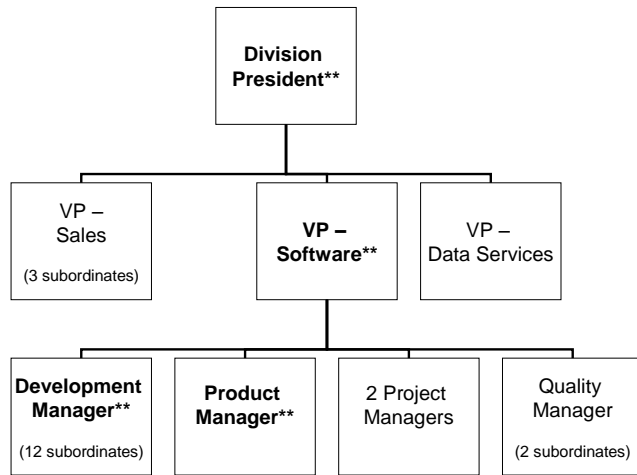 Division
President**
VP –
Sales
(3 subordinates)
VP –
Software**
VP –
Data Services
Development
Manager**
(12 subordinates)
Product
Manager**
2 Project
Managers
Quality
Manager
(2 subordinates)